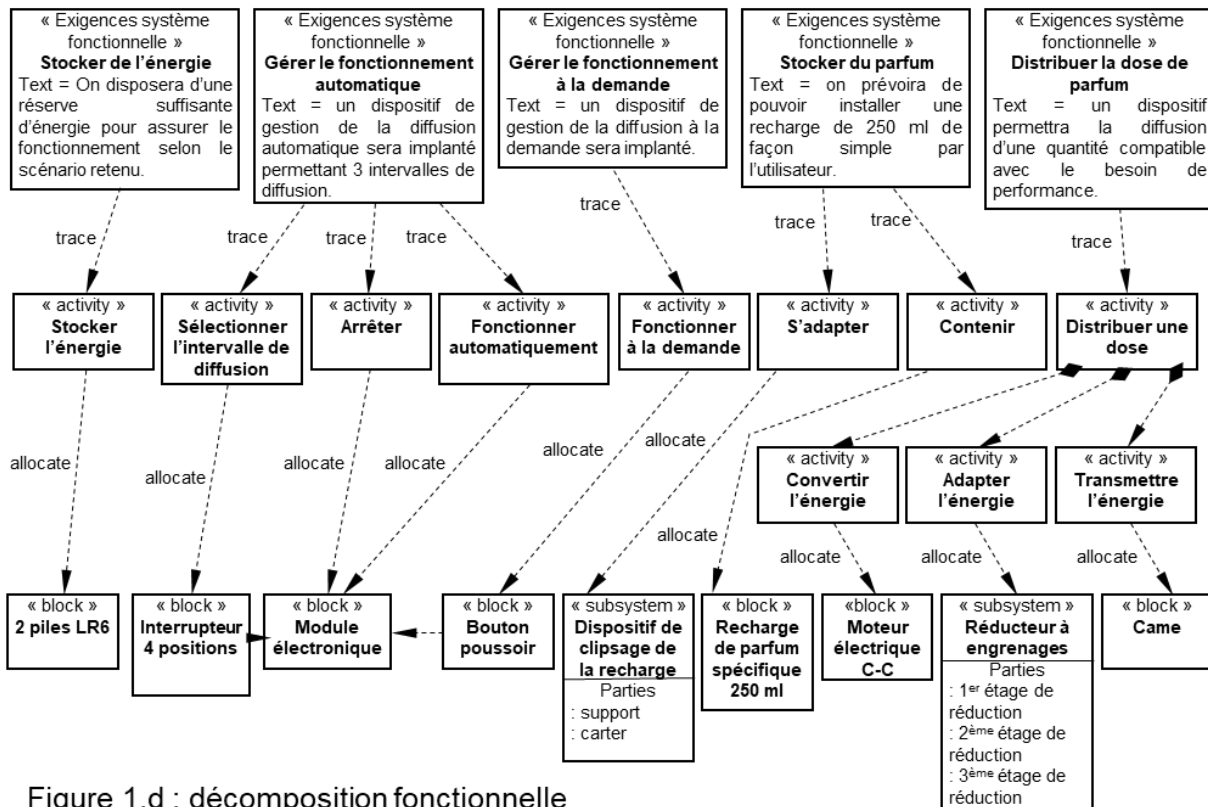 « Exigences système
fonctionnelle »
Stocker de l'énergie
Text = On disposera d'une
réserve suffisante
d'énergie pour assurer le
fonctionnement selon le
scénario retenu.
« Exigences système
fonctionnelle »
Gérer le fonctionnement
automatique
Text = un dispositif de
gestion de la diffusion
automatique sera implanté
permettant 3 intervalles de
diffusion.
« Exigences système
fonctionnelle »
Gérer le fonctionnement
à la demande
Text = un dispositif de
gestion de la diffusion à la
demande sera implanté.
« Exigences système
fonctionnelle »
Stocker du parfum
Text = on prévoira de
pouvoir installer une
recharge de 250 ml de
façon simple par
l'utilisateur.
« Exigences système
fonctionnelle »
Distribuer la dose de
parfum
Text = un dispositif
permettra la diffusion
d'une quantité compatible
avec le besoin de
performance.
trace
trace
trace
trace
trace
trace
trace
trace
« activity »
Stocker
l'énergie
« activity »
Sélectionner
l'intervalle de
diffusion
« activity »
Arrêter
« activity »
Fonctionner
automatiquement
« activity »
Fonctionner
à la demande
« activity »
S'adapter
« activity »
Contenir
« activity »
Distribuer une
dose
allocate
allocate
allocate
allocate
allocate
allocate
« activity »
Convertir
l'énergie
« activity »
Adapter
l'énergie
« activity »
Transmettre
l'énergie
allocate
allocate
allocate
allocate
« block »
2 piles LR6
« block »
Interrupteur
4 positions
« block »
Module
électronique
« block »
Bouton
poussoir
« subsystem »
Dispositif de
clipsage de
la recharge
Parties
: support
: carter
« block »
Recharge
de parfum
spécifique
250 ml
«block »
Moteur
électrique
C-C
« subsystem »
Réducteur à
engrenages
Parties
: 1er étage de
réduction
: 2ème étage de
réduction
: 3ème étage de
réduction
« block »
Came
Figure 1.d : décomposition fonctionnelle